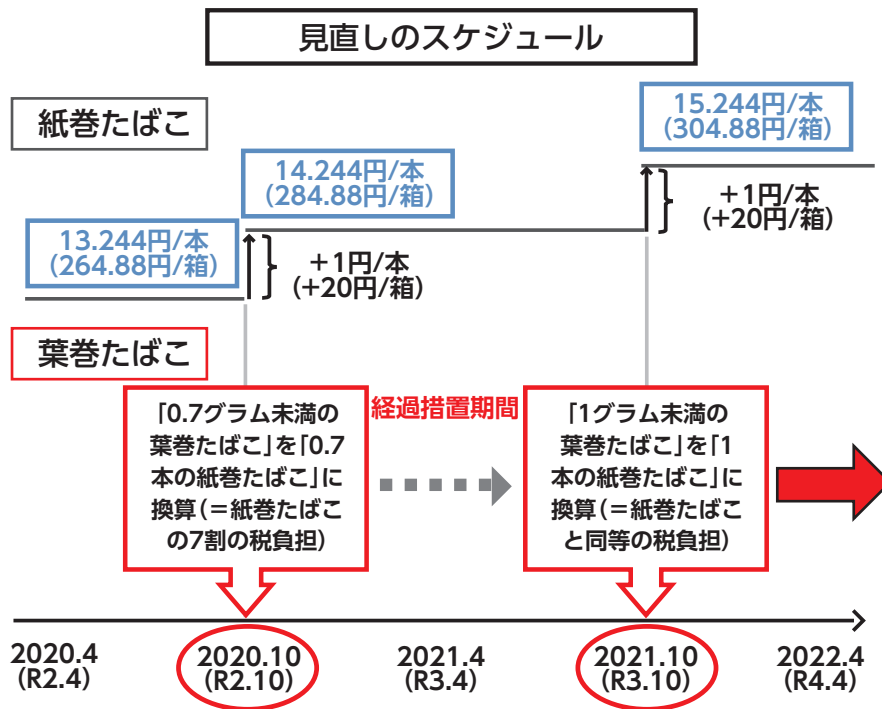 見直しのスケジュール
紙巻たばこ
15.244円/本
(304.88円/箱)
14.244円/本
(284.88円/箱)
+1円/本
(+20円/箱)
13.244円/本
(264.88円/箱)
+1円/本
(+20円/箱)
葉巻たばこ
「0.7グラム未満の
葉巻たばこ」を「0.7
本の紙巻たばこ」に
換算(=紙巻たばこ
の7割の税負担)
経過措置期間
「1グラム未満の
葉巻たばこ」を「1
本の紙巻たばこ」に
換算(=紙巻たばこ
と同等の税負担)
2020.4
(R2.4)
2020.10
(R2.10)
2021.4
(R3.4)
2021.10
(R3.10)
2022.4
(R4.4)